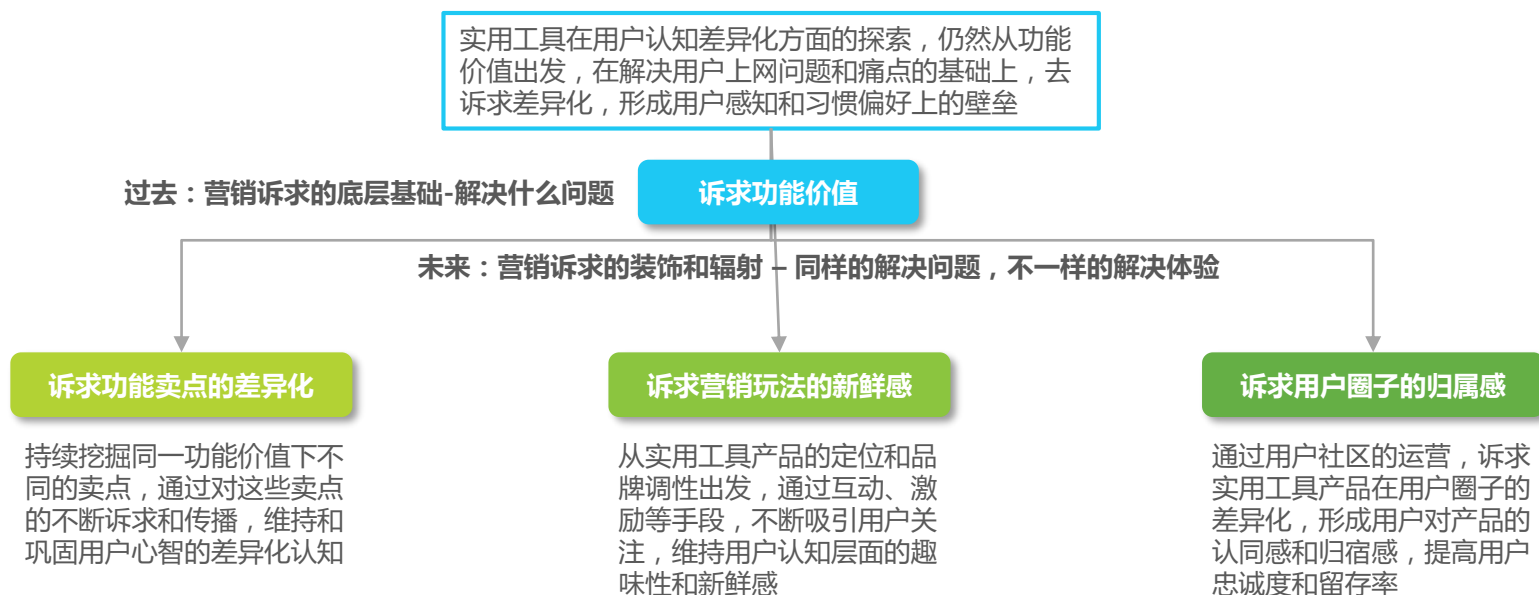 实用工具在用户认知差异化方面的探索，仍然从功能
价值出发，在解决用户上网问题和痛点的基础上，去
诉求差异化，形成用户感知和习惯偏好上的壁垒
过去：营销诉求的底层基础-解决什么问题
诉求功能价值
未来：营销诉求的装饰和辐射 – 同样的解决问题，不一样的解决体验
诉求功能卖点的差异化
持续挖掘同一功能价值下不
同的卖点，通过对这些卖点
的不断诉求和传播，维持和
巩固用户心智的差异化认知
诉求营销玩法的新鲜感
从实用工具产品的定位和品
牌调性出发，通过互动、激
励等手段，不断吸引用户关
注，维持用户认知层面的趣
味性和新鲜感
诉求用户圈子的归属感
通过用户社区的运营，诉求
实用工具产品在用户圈子的
差异化，形成用户对产品的
认同感和归宿感，提高用户
忠诚度和留存率